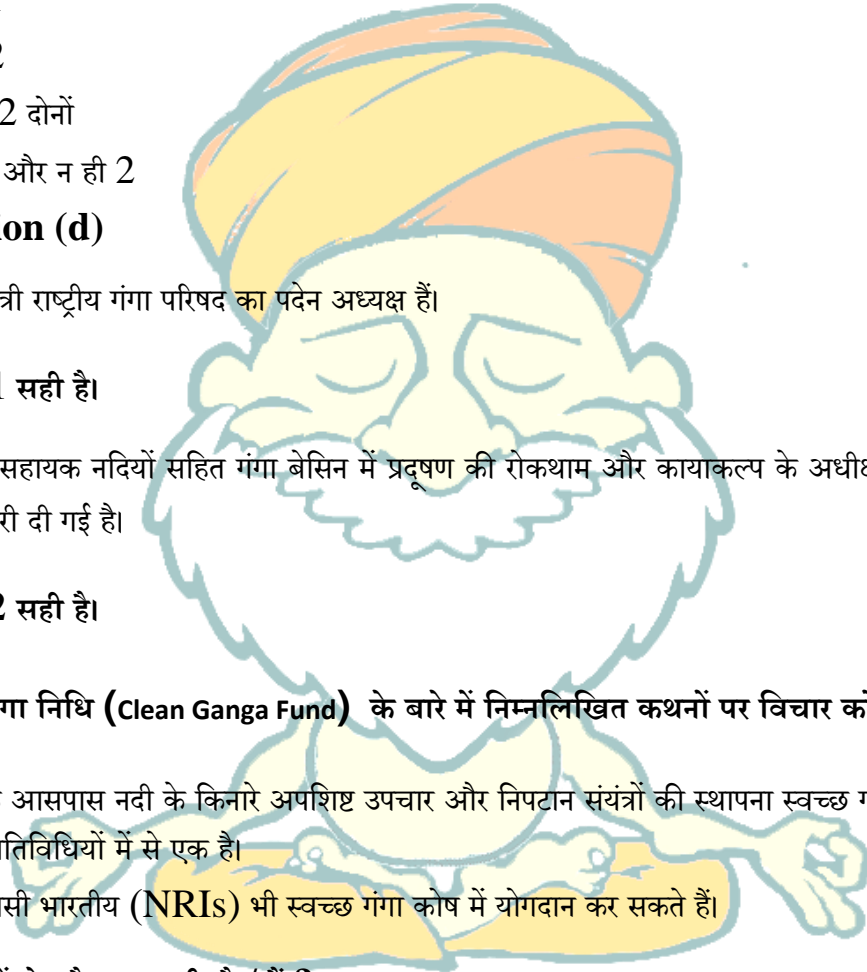 2
2 दोनों
और न ही 2
ion (d)
त्री राष्ट्रीय गंगा परिषद का पदेन अध्यक्ष हैं।
1 सही है।
सहायक नदियों सहित गंगा बेसिन में प्रदूषण की रोकथाम और कायाकल्प के अधीक्ष
री दी गई है।
2 सही है।
गा निधि (Clean Ganga Fund) के बारे में निम्नलिखित कथनों पर विचार क
आसपास नदी के किनारे अपशिष्ट उपचार और निपटान संयंत्रों की स्थापना स्वच्छ ग
तिविधियों में से एक है।
सी भारतीय (NRIs) भी स्वच्छ गंगा कोष में योगदान कर सकते हैं।